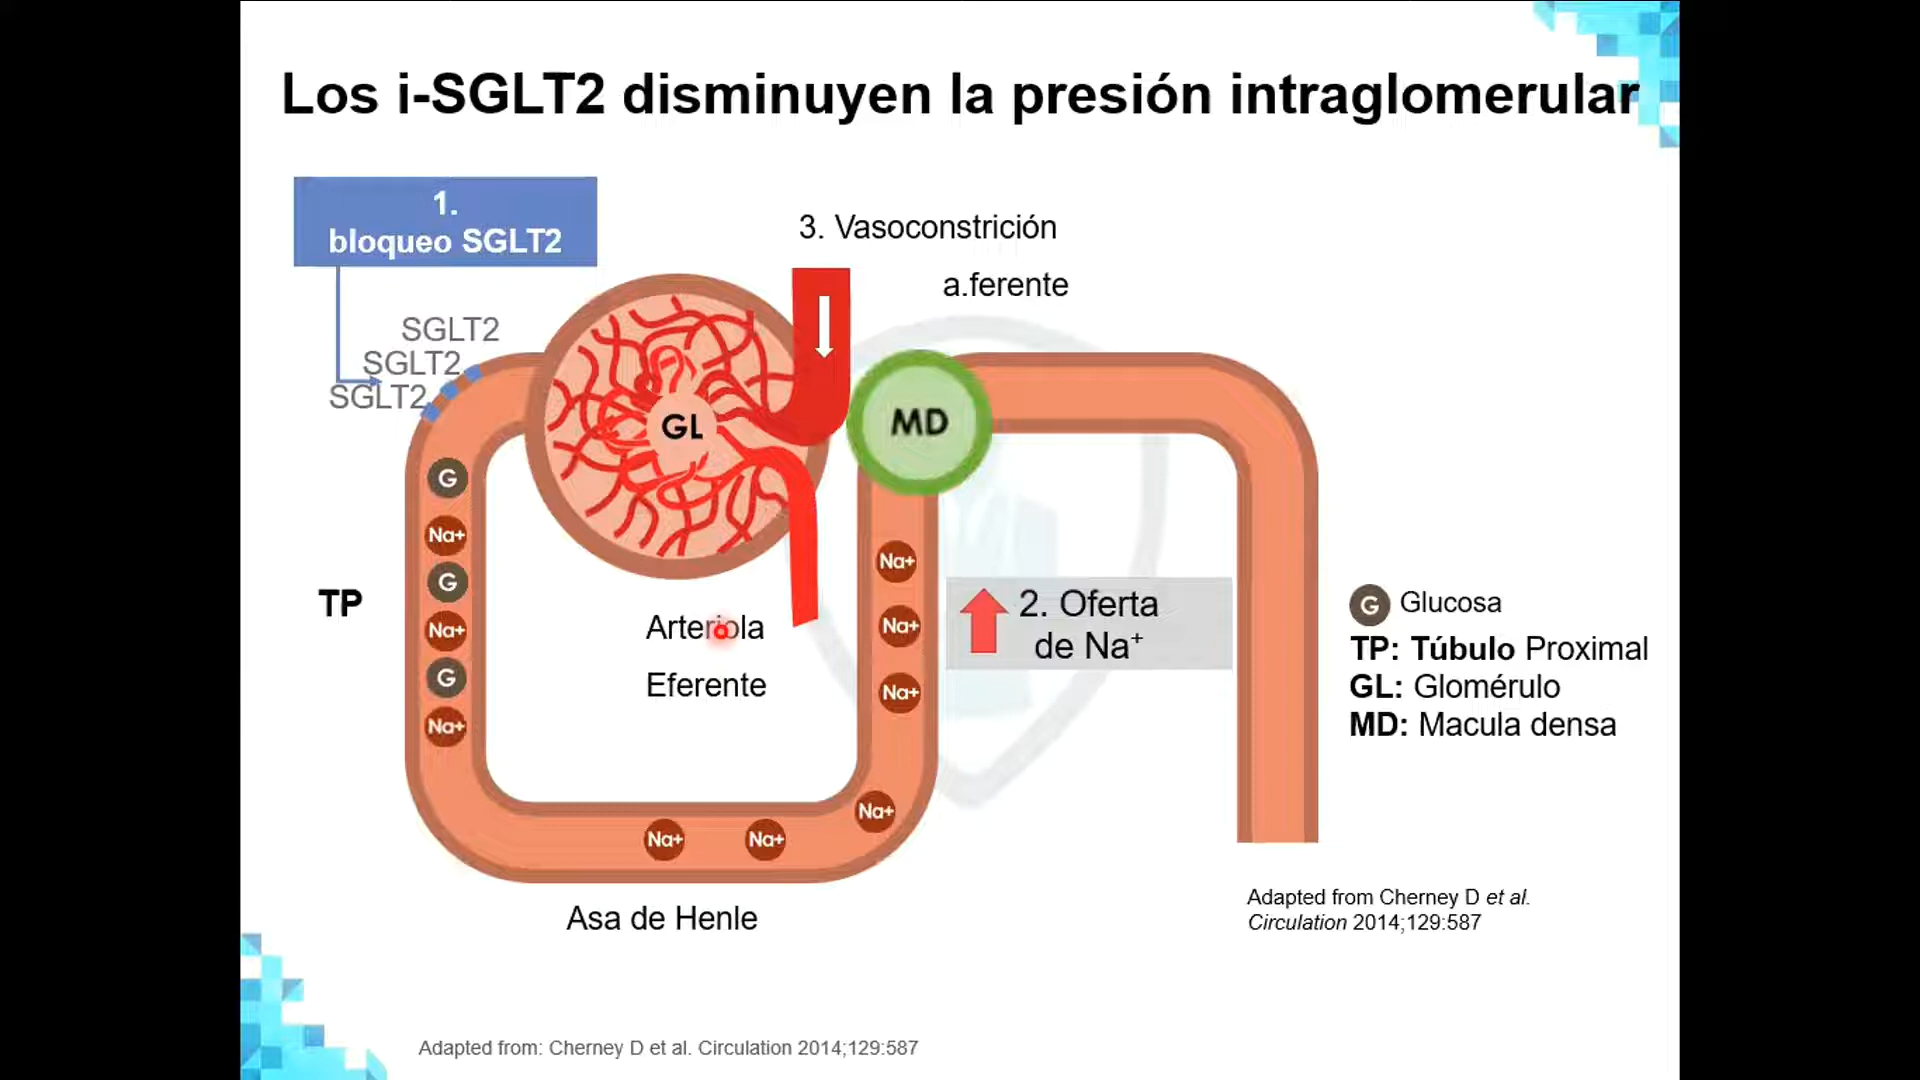 Los i-SGLT2 disminuyen la presión intraglomerular
1.
bloqueo SGLT2
3. Vasoconstrición
a.ferente
SGLT2
SGLT2
SGLT2
GL
MD
G
Na+
G
Na+
G
Na+
TP
Arteriola
Eferente
Na+
Na+
Na+
Na+
Na+
Na+
2. Oferta
de Na⁺
G Glucosa
TP: Túbulo Proximal
GL: Glomérulo
MD: Macula densa
Asa de Henle
Adapted from Cherney D et al.
Circulation 2014;129:587
Adapted from: Cherney D et al. Circulation 2014;129:587